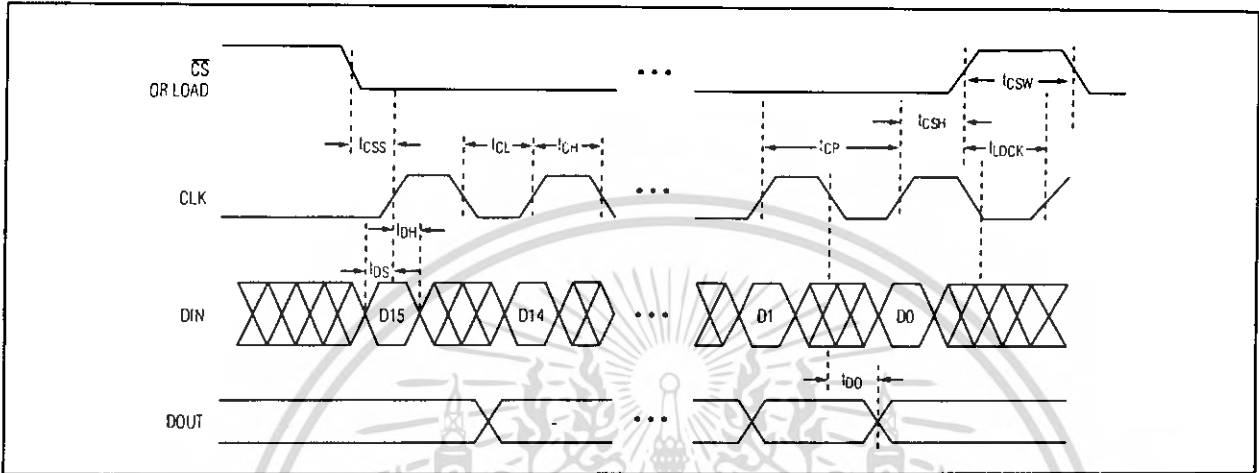 CS
OR LOAD
tCSW
tCSH
tCSS
tCL
tCH
tCP
tLDCK
CLK
tDH
tDS
DIN
D15
D14
D1
D0
tDO
DOUT